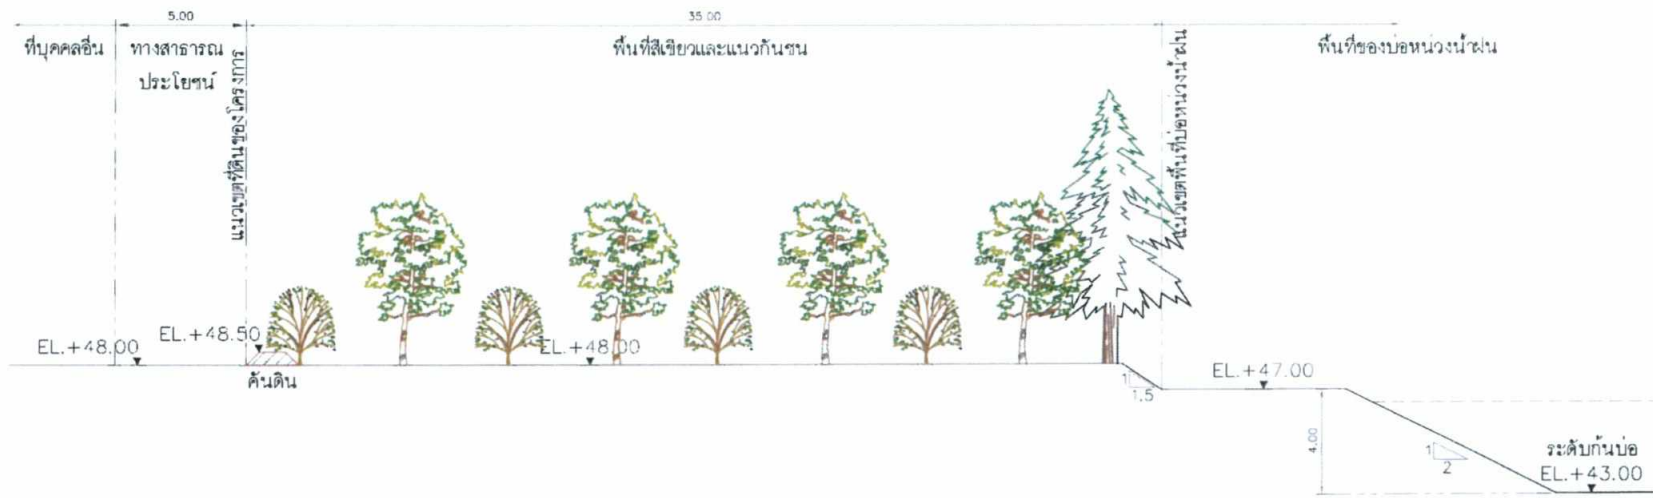 5.00
35.00
ที่บุคคลอื่น
ทางสาธารณ
ประโยชน์
แนวเขตที่ดินของโครงการ
พื้นที่สีเขียวและแนวกันชน
แนวเขตพื้นที่บ่อหน่วงน้ำฝน
พื้นที่ของบ่อหน่วงน้ำฝน
EL.+48.00
EL.+48.50
EL.+48.00
คันดิน
1
1.5
EL.+47.00
4.00
1
2
ระดับก้นบ่อ
EL.+43.00